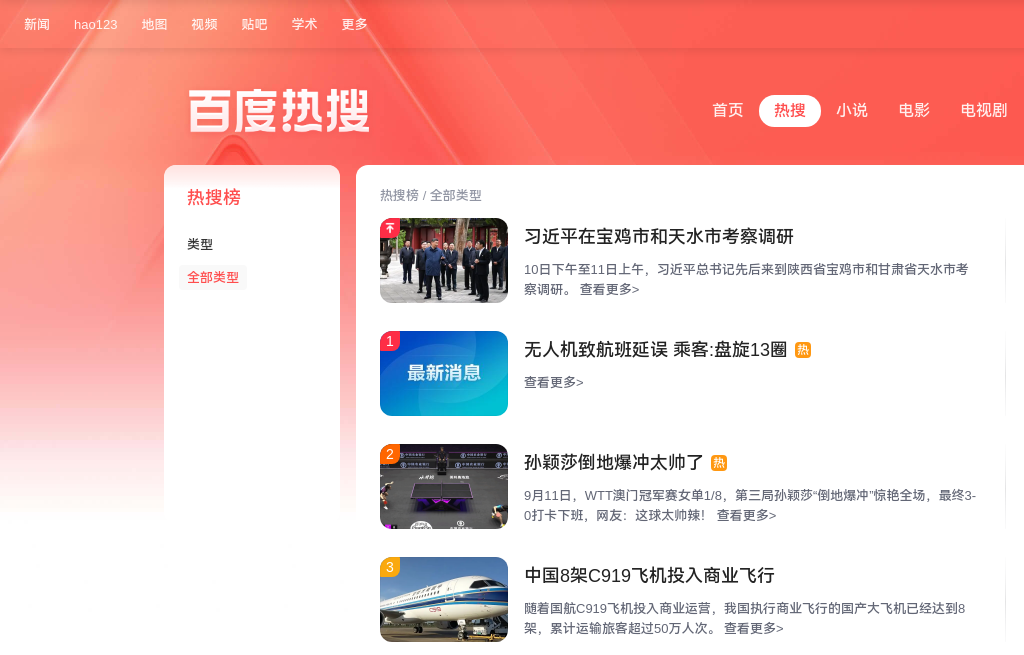 新闻 hao123 地图 视频 贴吧 学术 更多
百度热搜
首页 热搜 小说 电影 电视剧
热搜榜
类型
全部类型
热搜榜 / 全部类型
习近平在宝鸡市和天水市考察调研
10日下午至11日上午，习近平总书记先后来到陕西省宝鸡市和甘肃省天水市考
察调研。 查看更多>
1
最新消息
无人机致航班延误 乘客:盘旋13圈 热
查看更多>
2
孙颖莎倒地爆冲太帅了 热
9月11日，WTT澳门冠军赛女单1/8，第三局孙颖莎“倒地爆冲”惊艳全场，最终3-
0打卡下班，网友：这球太帅辣！ 查看更多>
3
中国8架C919飞机投入商业飞行
随着国航C919飞机投入商业运营，我国执行商业飞行的国产大飞机已经达到8
架，累计运输旅客超过50万人次。 查看更多>